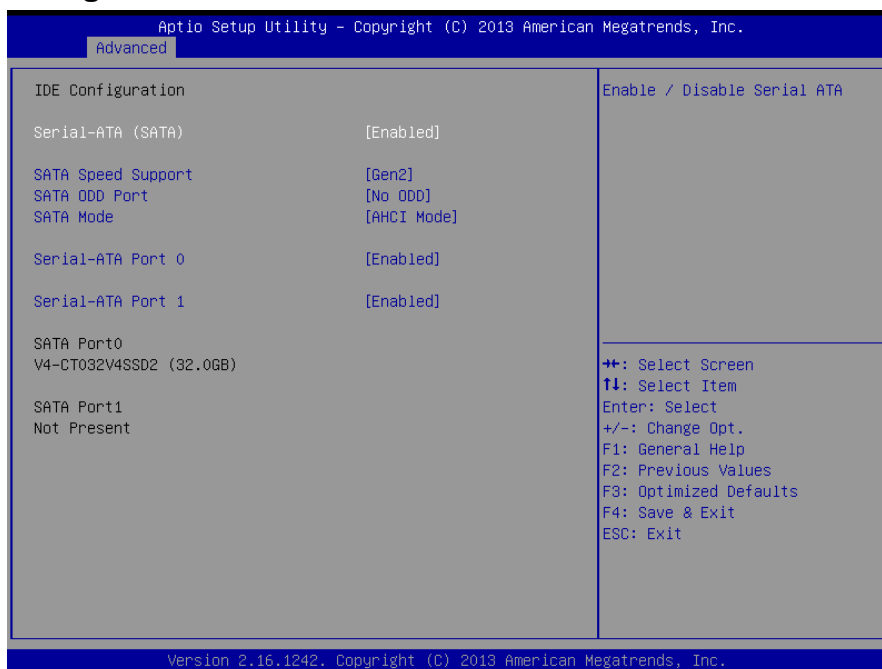 Aptio Setup Utility – Copyright (C) 2013 American Megatrends, Inc.
Advanced
IDE Configuration
Serial-ATA (SATA) [Enabled]
SATA Speed Support [Gen2]
SATA ODD Port [No ODD]
SATA Mode [AHCI Mode]
Serial-ATA Port 0 [Enabled]
Serial-ATA Port 1 [Enabled]
SATA Port0
V4-CT032V4SSD2 (32.0GB)
SATA Port1
Not Present
Enable / Disable Serial ATA
→←: Select Screen
↑↓: Select Item
Enter: Select
+/-: Change Opt.
F1: General Help
F2: Previous Values
F3: Optimized Defaults
F4: Save & Exit
ESC: Exit
Version 2.16.1242. Copyright (C) 2013 American Megatrends, Inc.